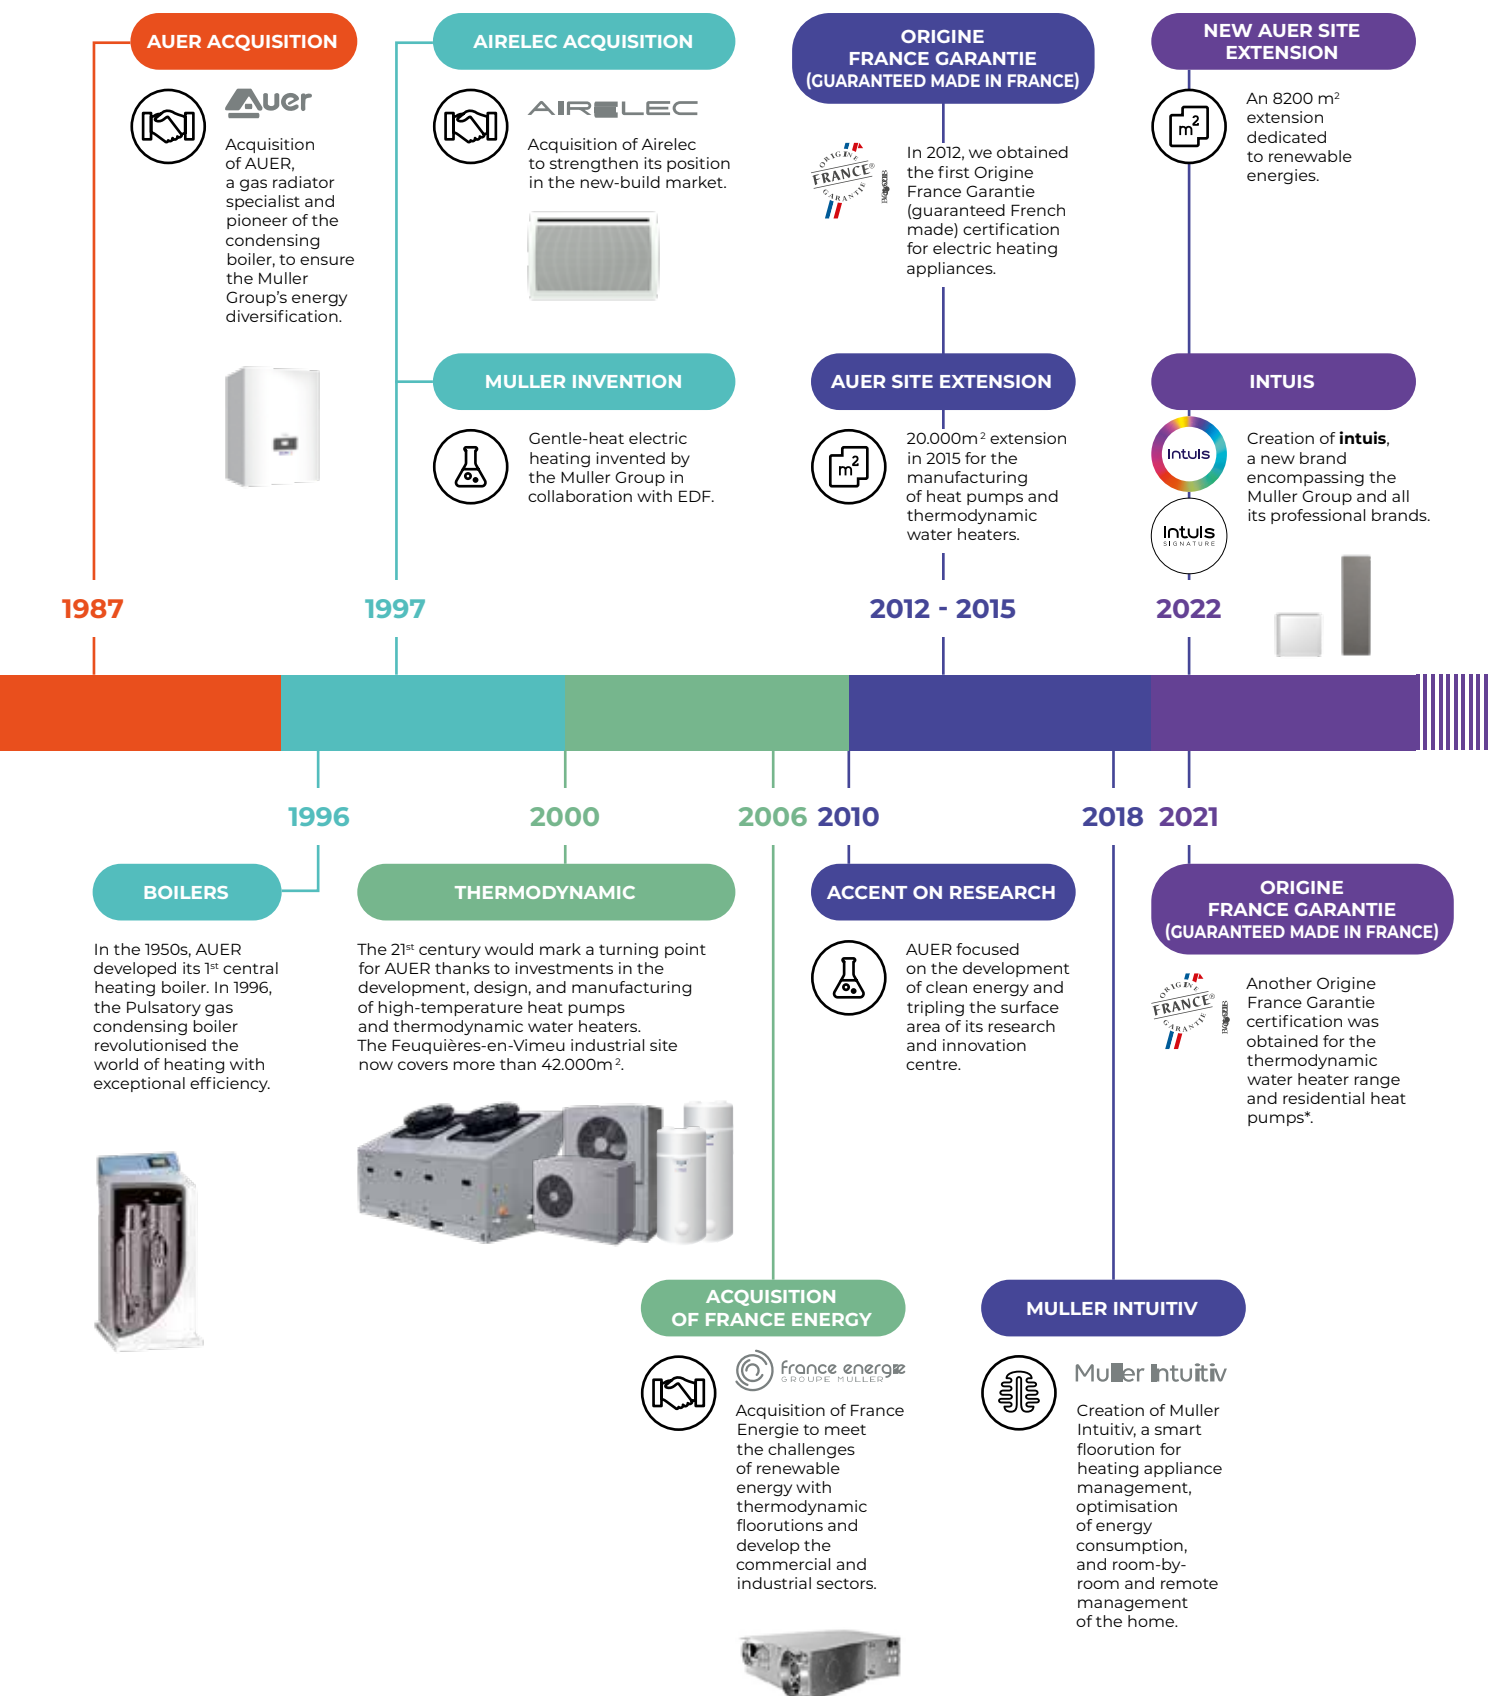 AUER ACQUISITION
Auer
Acquisition
of AUER,
a gas radiator
specialist and
pioneer of the
condensing
boiler, to ensure
the Muller
Group’s energy
diversification.
1987
AIRELEC ACQUISITION
AIRELEC
Acquisition of Airelec
to strengthen its position
in the new-build market.
MULLER INVENTION
Gentle-heat electric
heating invented by
the Muller Group in
collaboration with EDF.
1997
ORIGINE
FRANCE GARANTIE
(GUARANTEED MADE IN FRANCE)
ORIGINE
FRANCE®
GARANTIE
In 2012, we obtained
the first Origine
France Garantie
(guaranteed French
made) certification
for electric heating
appliances.
AUER SITE EXTENSION
m²
20.000m² extension
in 2015 for the
manufacturing
of heat pumps and
thermodynamic
water heaters.
2012 - 2015
NEW AUER SITE
EXTENSION
m²
An 8200 m²
extension
dedicated
to renewable
energies.
INTUIS
Intuis
Intuis
SIGNATURE
Creation of intuis,
a new brand
encompassing the
Muller Group and all
its professional brands.
2022
1996
BOILERS
In the 1950s, AUER
developed its 1st central
heating boiler. In 1996,
the Pulsatory gas
condensing boiler
revolutionised the
world of heating with
exceptional efficiency.
2000
THERMODYNAMIC
The 21st century would mark a turning point
for AUER thanks to investments in the
development, design, and manufacturing
of high-temperature heat pumps
and thermodynamic water heaters.
The Feuquières-en-Vimeu industrial site
now covers more than 42.000m².
2006
ACQUISITION
OF FRANCE ENERGY
france energie
GROUPE MULLER
Acquisition of France
Energie to meet
the challenges
of renewable
energy with
thermodynamic
floorutions and
develop the
commercial and
industrial sectors.
2010
ACCENT ON RESEARCH
AUER focused
on the development
of clean energy and
tripling the surface
area of its research
and innovation
centre.
2018
MULLER INTUITIV
Muller Intuitiv
Creation of Muller
Intuitiv, a smart
floorution for
heating appliance
management,
optimisation
of energy
consumption,
and room-by-
room and remote
management
of the home.
2021
ORIGINE
FRANCE GARANTIE
(GUARANTEED MADE IN FRANCE)
ORIGINE
FRANCE®
GARANTIE
Another Origine
France Garantie
certification was
obtained for the
thermodynamic
water heater range
and residential heat
pumps*.